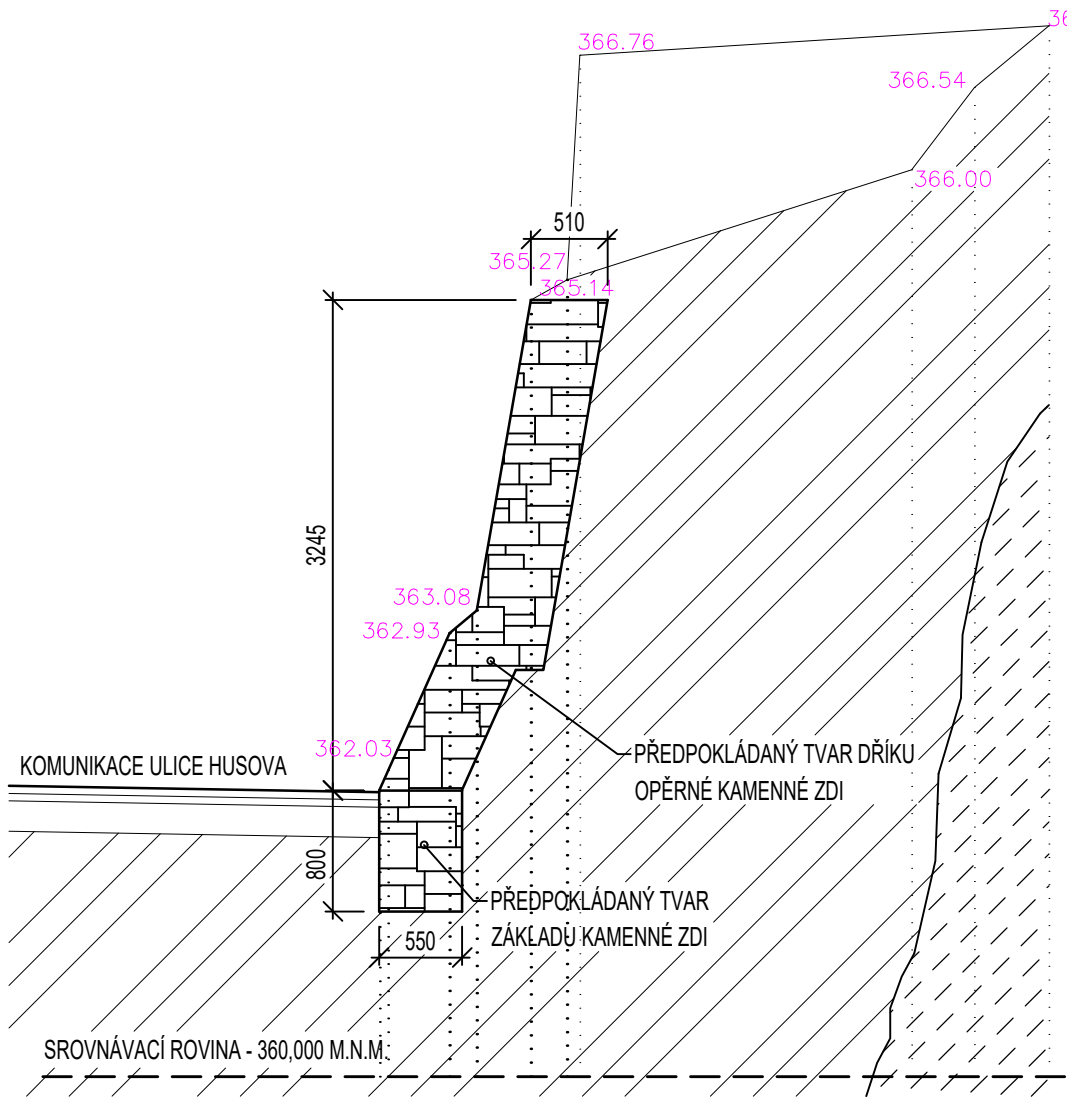 36
366.76
366.54
366.00
510
365.27
365.14
3245
363.08
362.93
362.03
KOMUNIKACE ULICE HUSOVA
PŘEDPOKLÁDANÝ TVAR DŘÍKU
OPĚRNÉ KAMENNÉ ZDI
800
PŘEDPOKLÁDANÝ TVAR
ZÁKLADU KAMENNÉ ZDI
550
SROVNÁVACÍ ROVINA - 360,000 M.N.M.